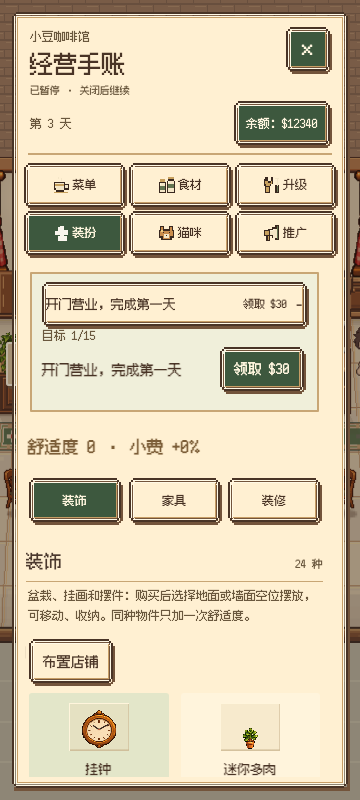 小豆咖啡馆
经营手账
已暂停 · 关闭后继续
×
第 3 天
余额: $12340
菜单
食材
升级
装扮
猫咪
推广
开门营业，完成第一天
领取 $30 -
目标 1/15
开门营业，完成第一天
领取 $30
舒适度 0 · 小费 +0%
装饰
家具
装修
装饰
24 种
盆栽、挂画和摆件：购买后选择地面或墙面空位摆放，
可移动、收纳。同种物件只加一次舒适度。
布置店铺
挂钟
迷你多肉